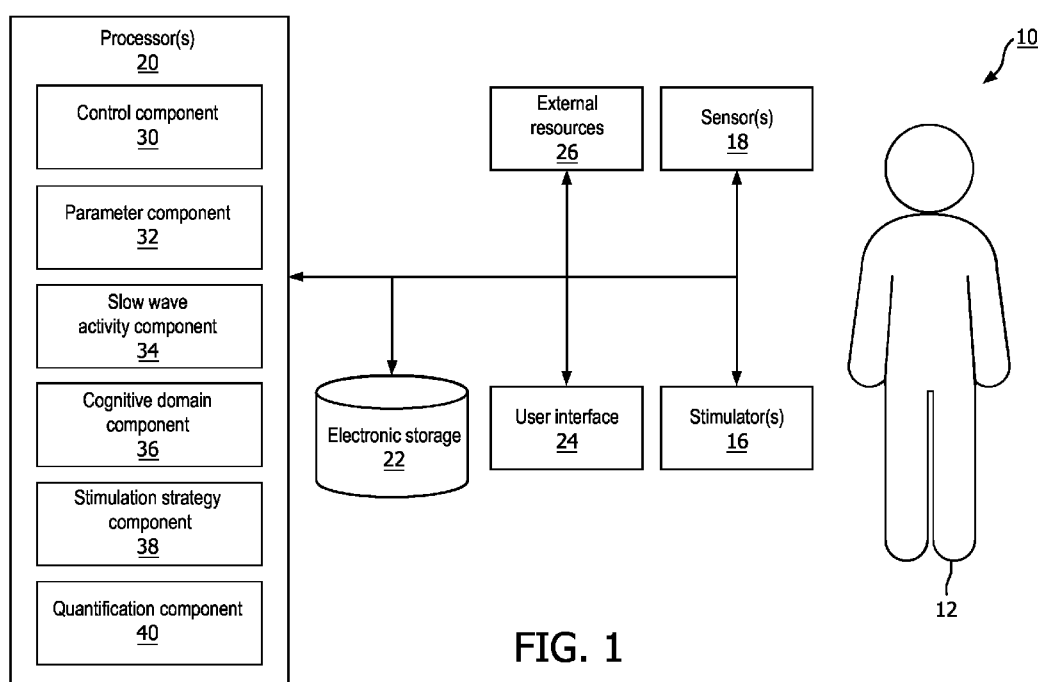 Processor(s)
20
Control component
30
Parameter component
32
Slow wave
activity component
34
Cognitive domain
component
36
Stimulation strategy
component
38
Quantification component
40
External
resources
26
Sensor(s)
18
Electronic storage
22
User interface
24
Stimulator(s)
16
10
12
FIG. 1